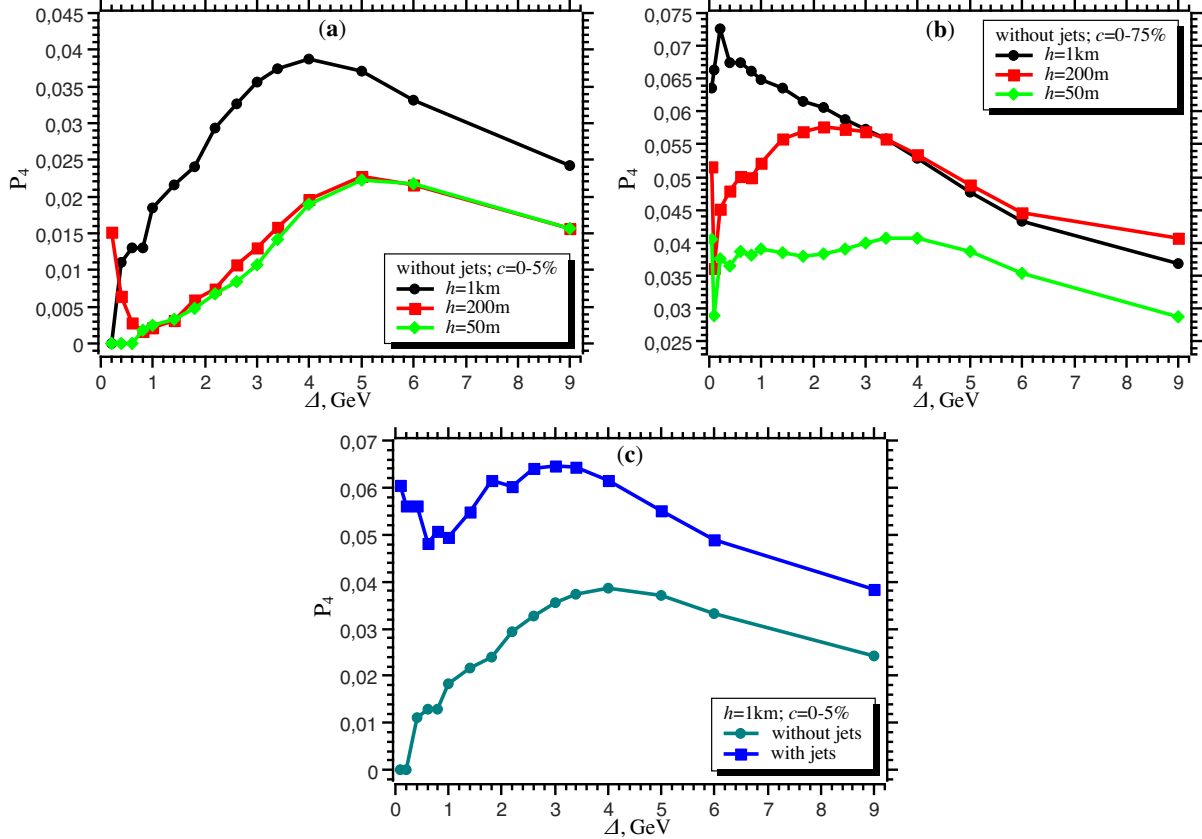 (a)
0,04
0,035
0,03
0,025
0,02
0,015
0,01
0,005
0
P4
without jets; c=0-5%
h=1km
h=200m
h=50m
0 1 2 3 4 5 6 7 8 9
Δ, GeV
(b)
0,075
0,07
0,065
0,06
0,055
0,05
0,045
0,04
0,035
0,03
0,025
P4
without jets; c=0-75%
h=1km
h=200m
h=50m
0 1 2 3 4 5 6 7 8 9
Δ, GeV
(c)
0,07
0,06
0,05
0,04
0,03
0,02
0,01
0
P4
h=1km; c=0-5%
without jets
with jets
0 1 2 3 4 5 6 7 8 9
Δ, GeV